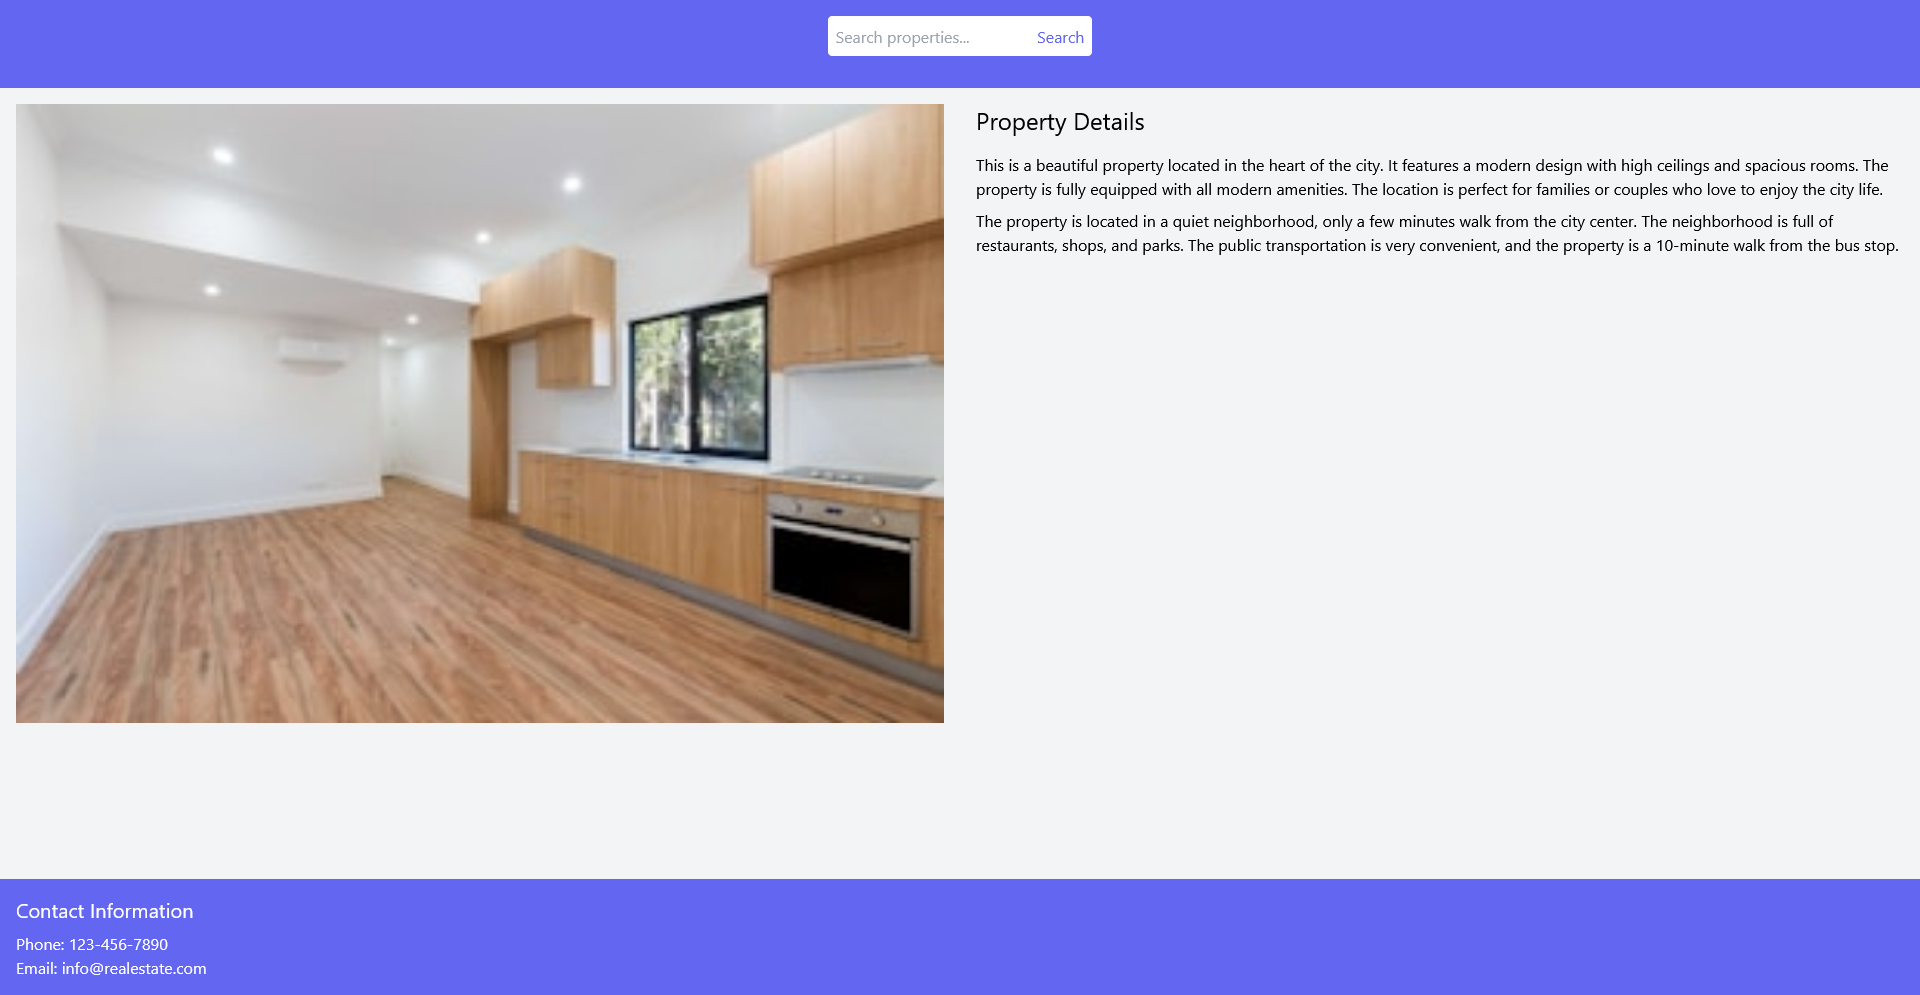 Search properties...
Search
Property Details
This is a beautiful property located in the heart of the city. It features a modern design with high ceilings and spacious rooms. The
property is fully equipped with all modern amenities. The location is perfect for families or couples who love to enjoy the city life.
The property is located in a quiet neighborhood, only a few minutes walk from the city center. The neighborhood is full of
restaurants, shops, and parks. The public transportation is very convenient, and the property is a 10-minute walk from the bus stop.
Contact Information
Phone: 123-456-7890
Email: info@realestate.com